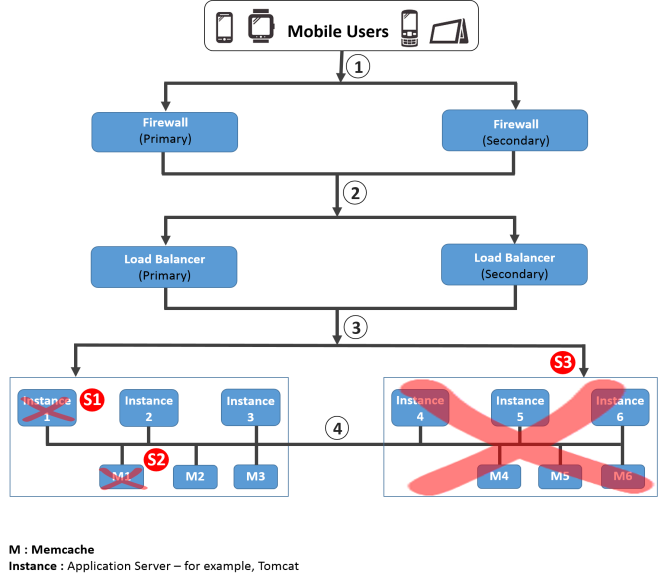 Mobile Users
1
Firewall
(Primary)
Firewall
(Secondary)
2
Load Balancer
(Primary)
Load Balancer
(Secondary)
3
S3
Instance
1
S1
Instance
2
Instance
3
Instance
4
Instance
5
Instance
6
4
S2
M1
M2
M3
M4
M5
M6
M : Memcache
Instance : Application Server – for example, Tomcat